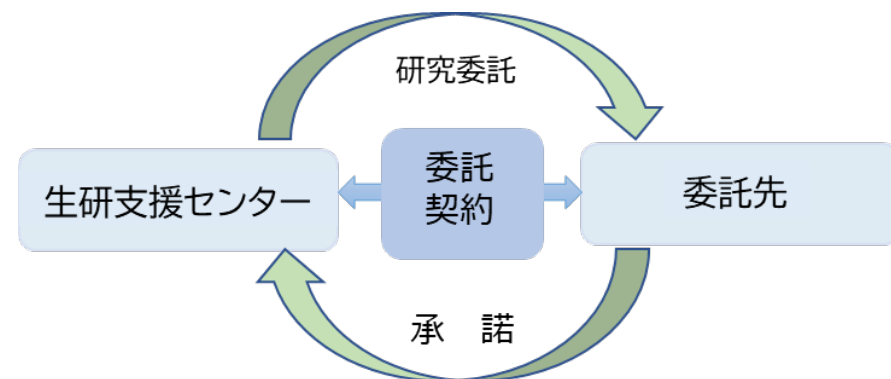 研究委託
生研支援センター
委託
契約
委託先
承　諾